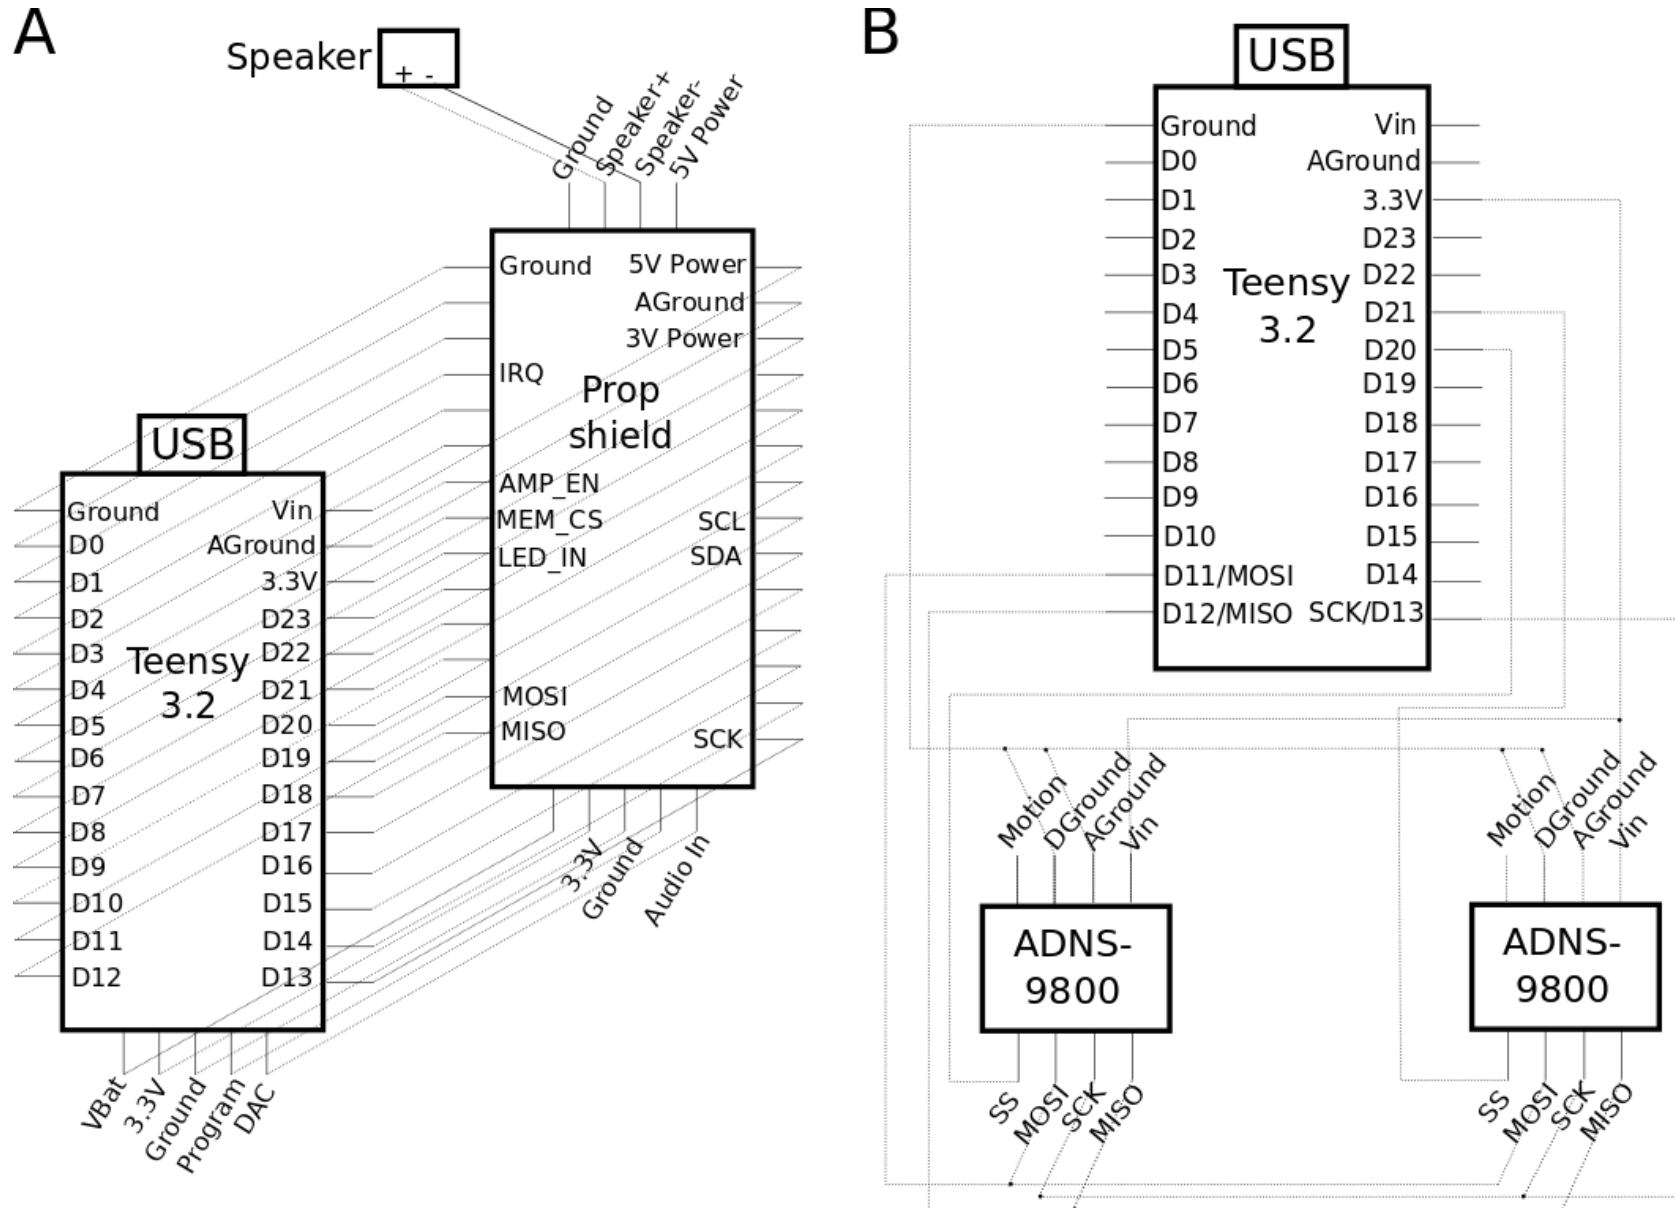 A
Speaker
+ -
Ground
Speaker+
Speaker-
5V Power
Ground
5V Power
AGround
3V Power
IRQ
Prop
shield
AMP_EN
MEM_CS
SCL
LED_IN
SDA
MOSI
MISO
SCK
3.3V
Ground
Audio In
USB
Ground
Vin
D0
AGround
D1
3.3V
D2
D23
D3
Teensy
D22
D4
3.2
D21
D5
D20
D6
D19
D7
D18
D8
D17
D9
D16
D10
D15
D11
D14
D12
D13
VBat
3.3V
Ground
Program
DAC
B
USB
Ground
Vin
D0
AGround
D1
3.3V
D2
D23
D3
Teensy
D22
D4
3.2
D21
D5
D20
D6
D19
D7
D18
D8
D17
D9
D16
D10
D15
D11/MOSI
D14
D12/MISO
SCK/D13
Motion
DGround
AGround
Vin
Motion
DGround
AGround
Vin
ADNS-
9800
ADNS-
9800
SS
MOSI
SCK
MISO
SS
MOSI
SCK
MISO